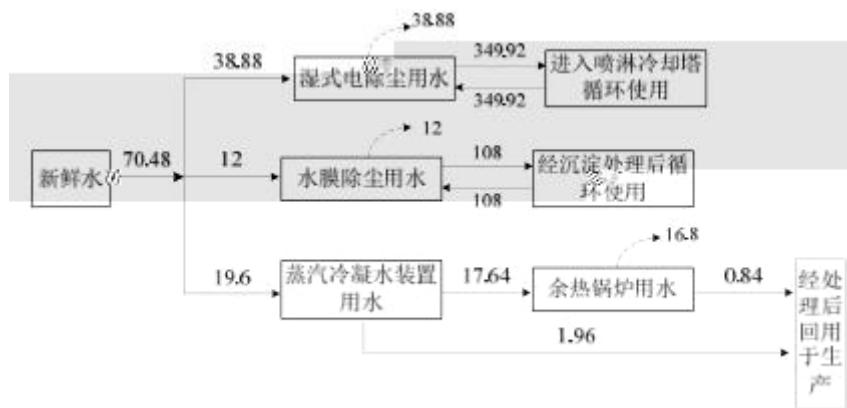 38.88
38.88
349.92
湿式电除尘用水
进入喷淋冷却塔
循环使用
349.92
12
70.48
12
108
新鲜水
水膜除尘用水
经沉淀处理后循
环使用
108
16.8
19.6
蒸汽冷凝水装置
用水
17.64
余热锅炉用水
0.84
1.96
经处
理后
回用
于生
产